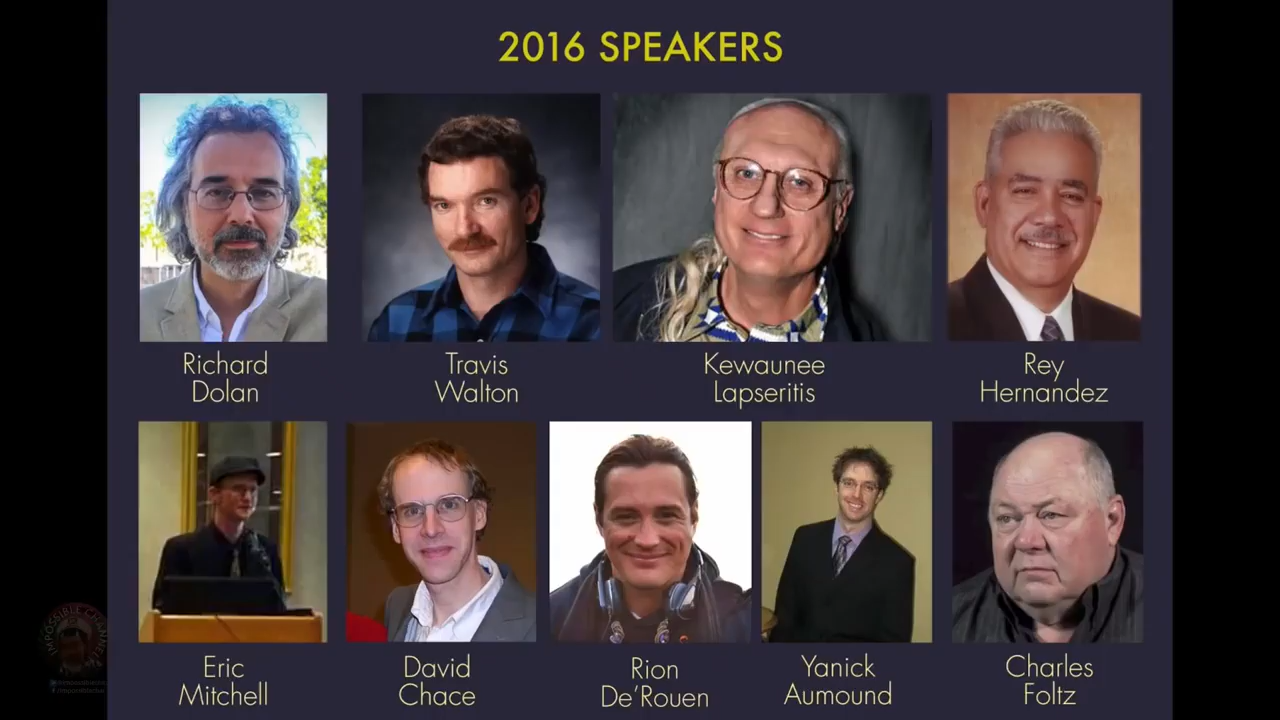 2016 SPEAKERS
Richard
Dolan
Travis
Walton
Kewaunee
Lapseritis
Rey
Hernandez
Eric
Mitchell
David
Chace
Rion
De'Rouen
Yanick
Aumound
Charles
Foltz